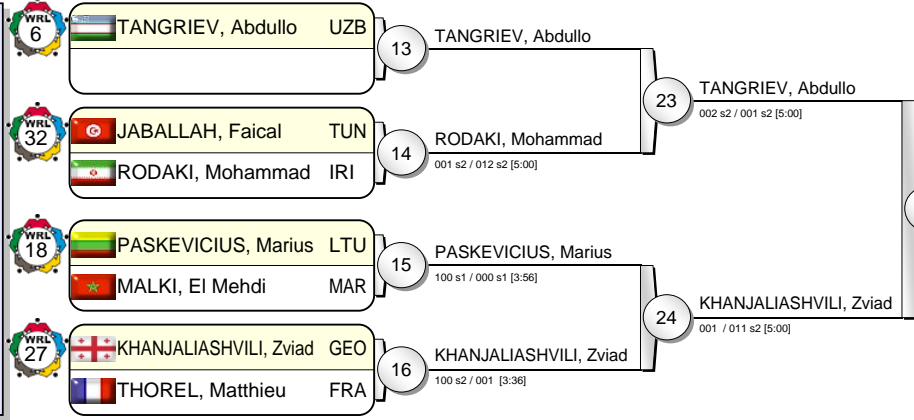 WRL
6
TANGRIEV, Abdullo UZB
13
TANGRIEV, Abdullo
23
TANGRIEV, Abdullo
002 s2 / 001 s2 [5:00]
WRL
32
JABALLAH, Faical TUN
RODAKI, Mohammad IRI
14
RODAKI, Mohammad
001 s2 / 012 s2 [5:00]
WRL
18
PASKEVICIUS, Marius LTU
MALKI, El Mehdi MAR
15
PASKEVICIUS, Marius
100 s1 / 000 s1 [3:56]
24
KHANJALIASHVILI, Zviad
001 / 011 s2 [5:00]
WRL
27
KHANJALIASHVILI, Zviad GEO
THOREL, Matthieu FRA
16
KHANJALIASHVILI, Zviad
100 s2 / 001 [3:36]